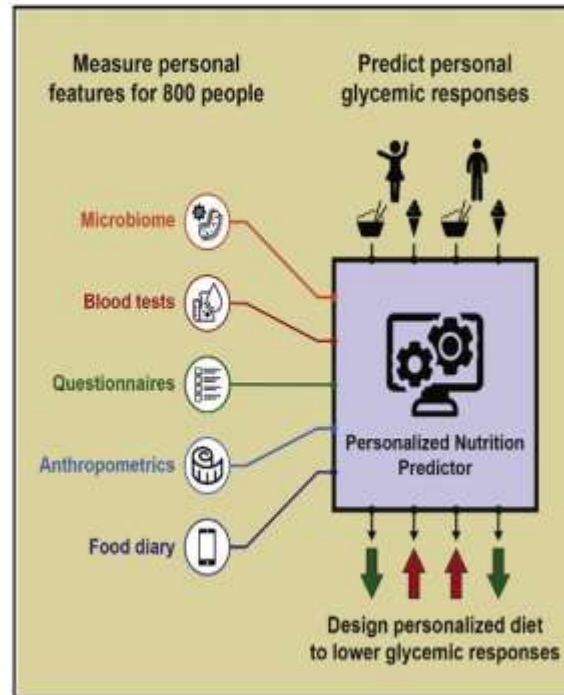 Measure personal
features for 800 people
Predict personal
glycemic responses
Microbiome
Blood tests
Questionnaires
Anthropometrics
Food diary
Personalized Nutrition
Predictor
Design personalized diet
to lower glycemic responses